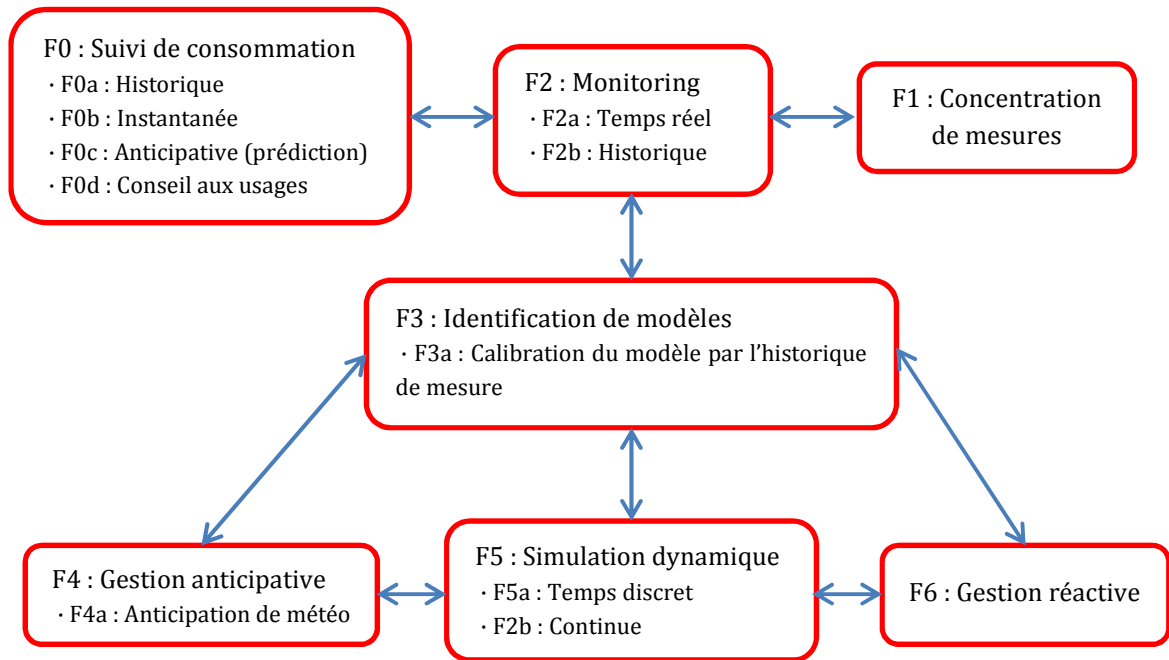 F0 : Suivi de consommation
· F0a : Historique
· F0b : Instantanée
· F0c : Anticipative (prédiction)
· F0d : Conseil aux usages
F2 : Monitoring
· F2a : Temps réel
· F2b : Historique
F1 : Concentration
de mesures
F3 : Identification de modèles
· F3a : Calibration du modèle par l’historique
de mesure
F4 : Gestion anticipative
· F4a : Anticipation de météo
F5 : Simulation dynamique
· F5a : Temps discret
· F2b : Continue
F6 : Gestion réactive